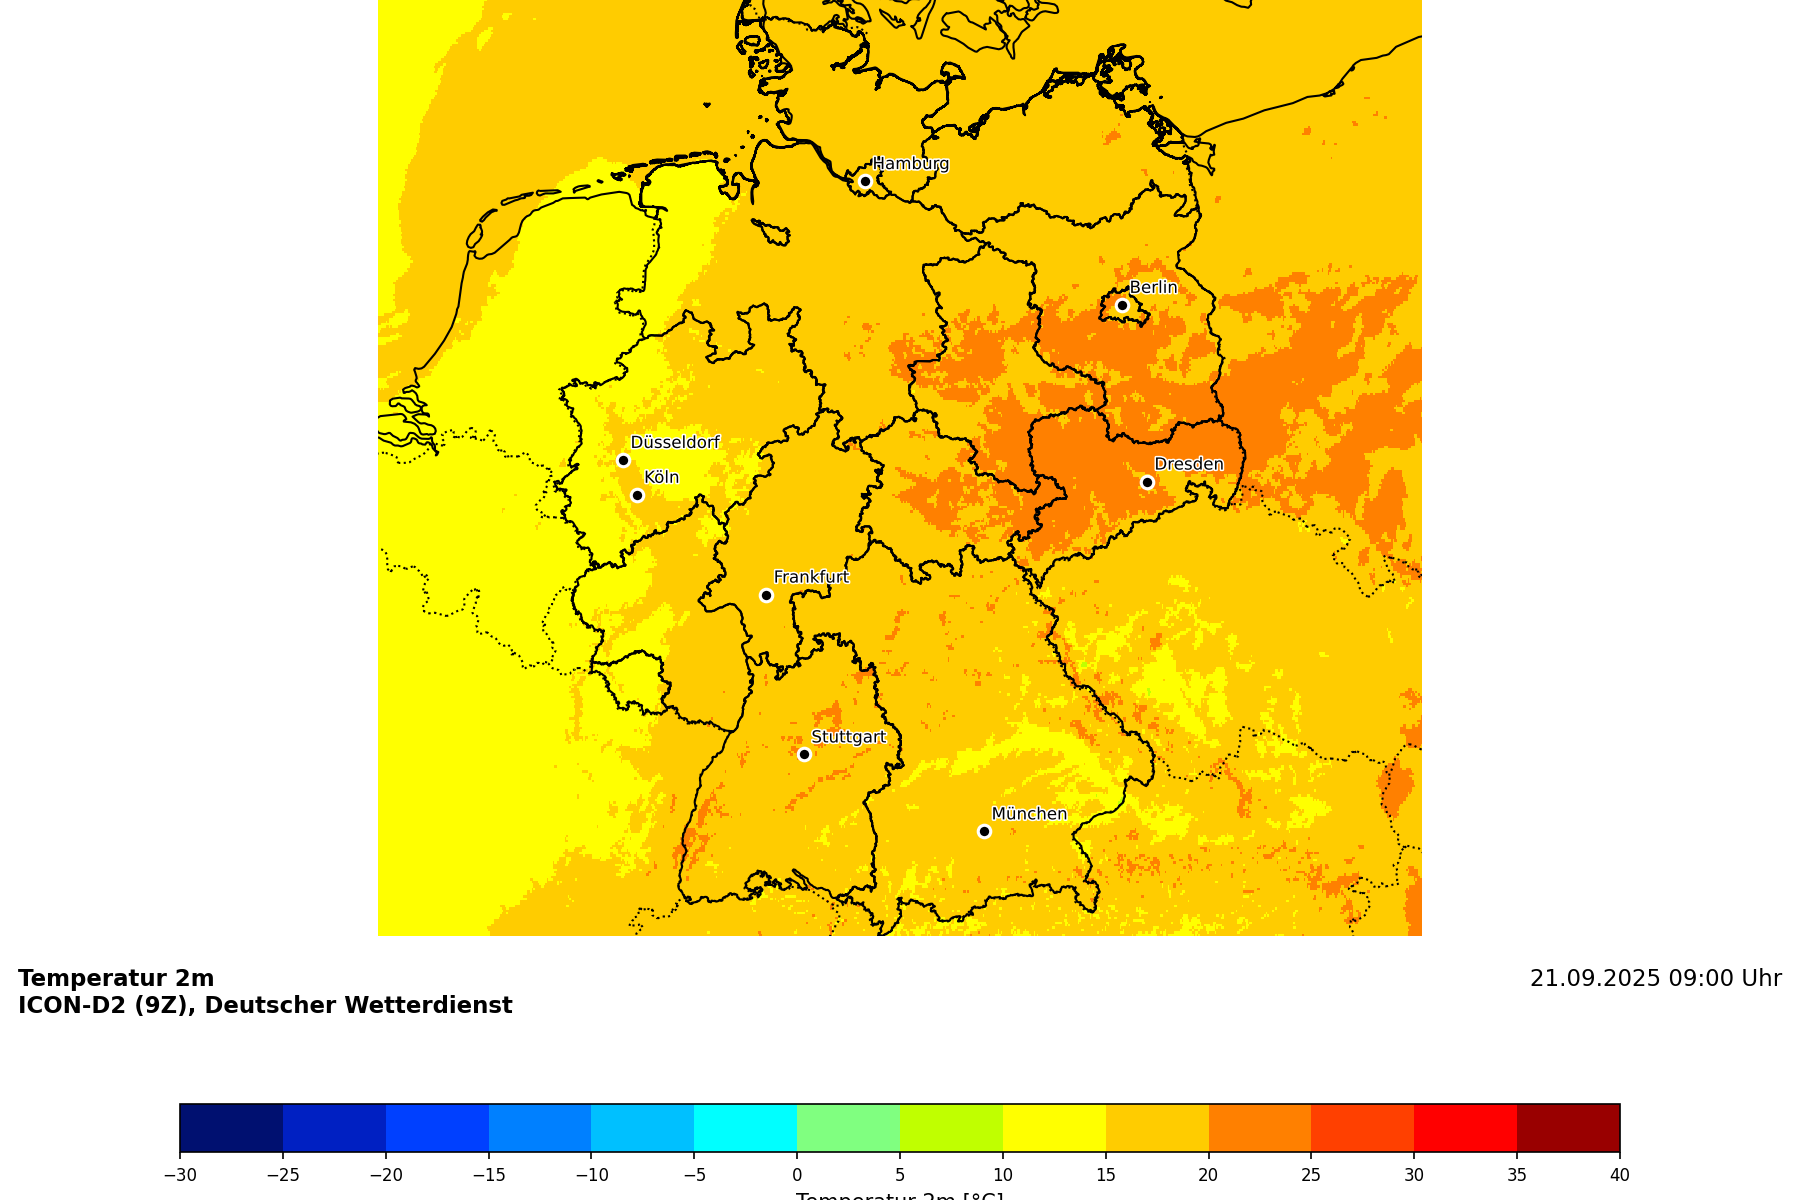 Hamburg
Berlin
Düsseldorf
Köln
Dresden
Frankfurt
Stuttgart
München
Temperatur 2m
ICON-D2 (9Z), Deutscher Wetterdienst
21.09.2025 09:00 Uhr
−30 −25 −20 −15 −10 −5 0 5 10 15 20 25 30 35 40
Temperatur 2m [°C]